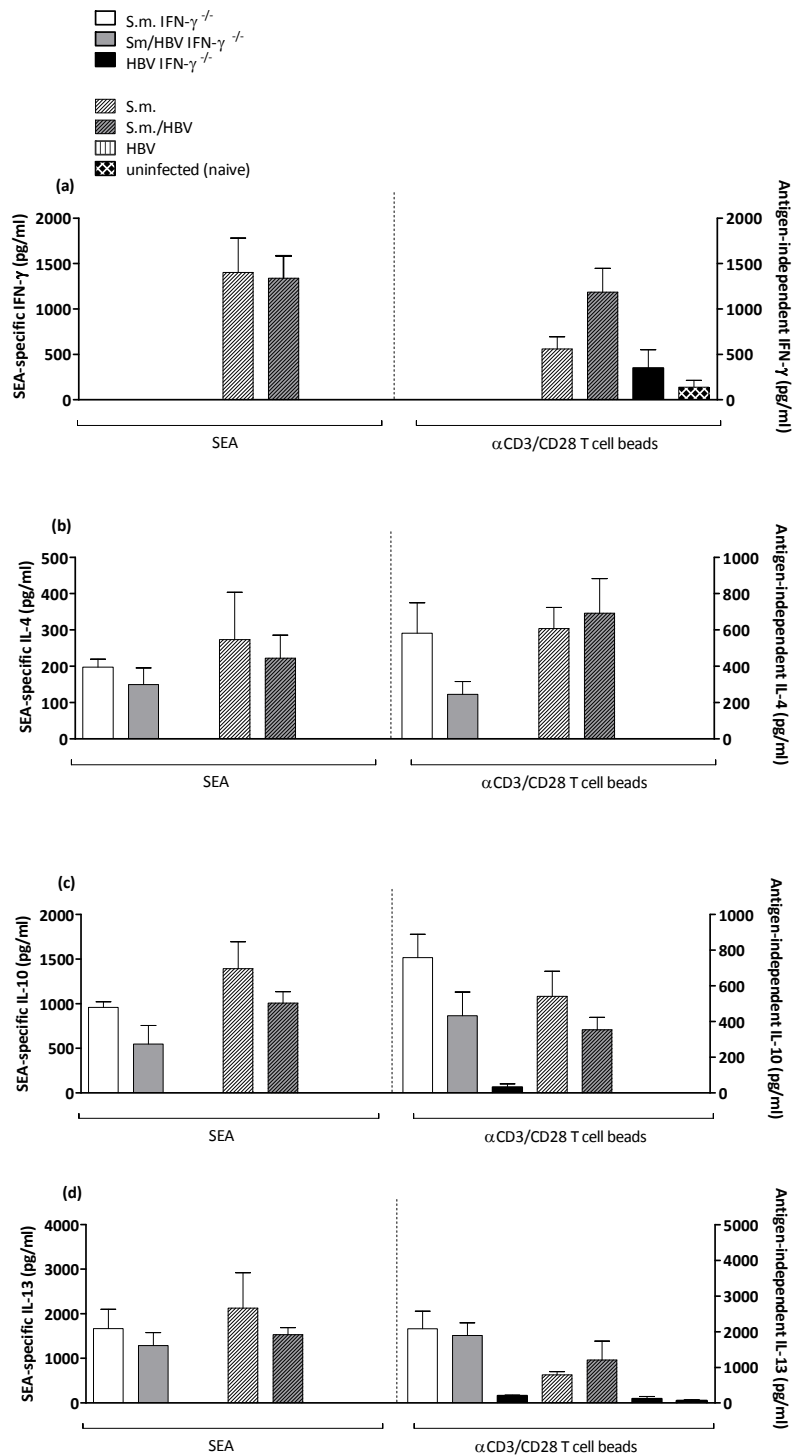 S.m. IFN-γ -/-
Sm/HBV IFN-γ -/-
HBV IFN-γ -/-
S.m.
S.m./HBV
HBV
uninfected (naive)
(a)
SEA-specific IFN-γ (pg/ml)
2000
1500
1000
500
0
2000
1500
1000
500
0
Antigen-independent IFN-γ (pg/ml)
SEA
αCD3/CD28 T cell beads
(b)
SEA-specific IL-4 (pg/ml)
500
400
300
200
100
0
1000
800
600
400
200
0
Antigen-independent IL-4 (pg/ml)
SEA
αCD3/CD28 T cell beads
(c)
SEA-specific IL-10 (pg/ml)
2000
1500
1000
500
0
1000
800
600
400
200
0
Antigen-independent IL-10 (pg/ml)
SEA
αCD3/CD28 T cell beads
(d)
SEA-specific IL-13 (pg/ml)
4000
3000
2000
1000
0
5000
4000
3000
2000
1000
0
Antigen-independent IL-13 (pg/ml)
SEA
αCD3/CD28 T cell beads